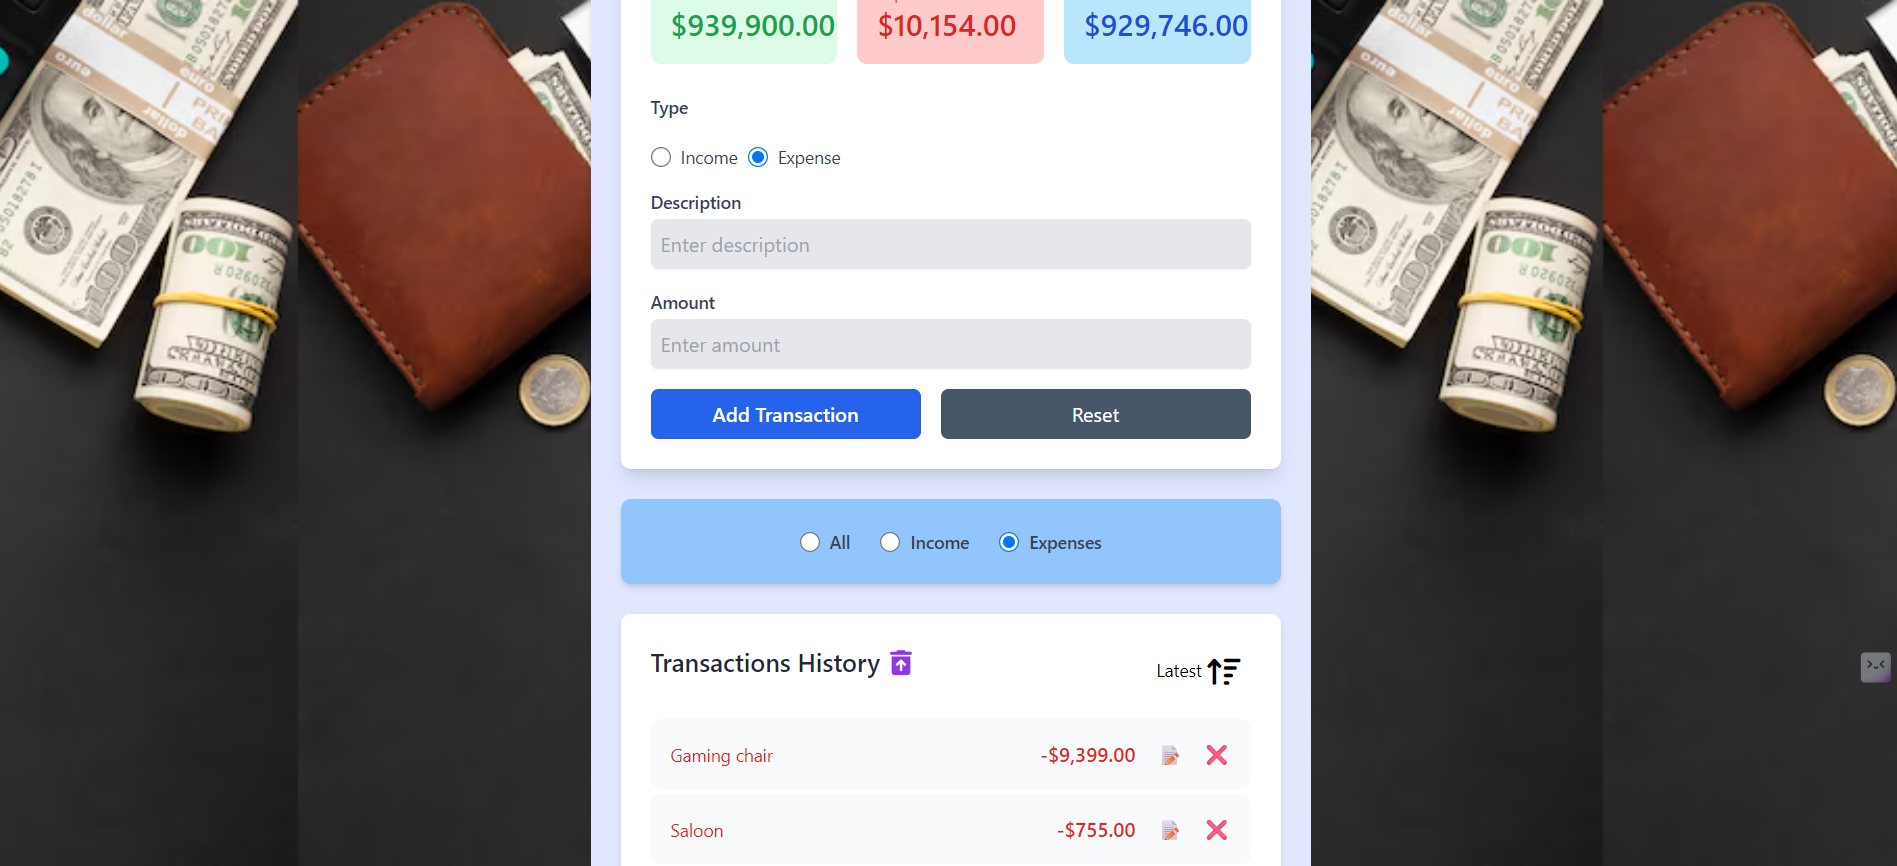 $939,900.00
$10,154.00
$929,746.00
Type
Income
Expense
Description
Enter description
Amount
Enter amount
Add Transaction
Reset
All
Income
Expenses
Transactions History
Latest
Gaming chair
-$9,399.00
Saloon
-$755.00